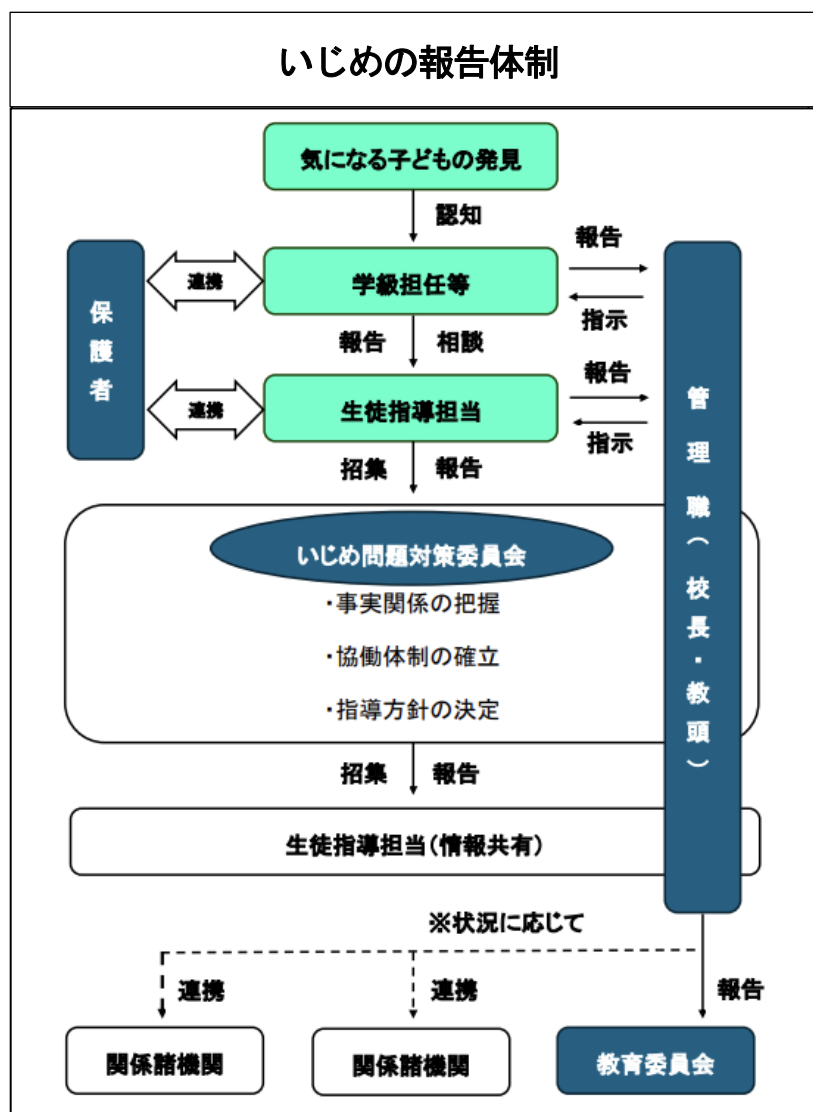 いじめの報告体制
気になる子どもの発見
認知
報告
保護者
連携
学級担任等
指示
報告
相談
報告
連携
生徒指導担当
指示
管理職(校長・教頭)
招集
報告
いじめ問題対策委員会
・事実関係の把握
・協働体制の確立
・指導方針の決定
招集
報告
生徒指導担当(情報共有)
※状況に応じて
連携
連携
報告
関係諸機関
関係諸機関
教育委員会